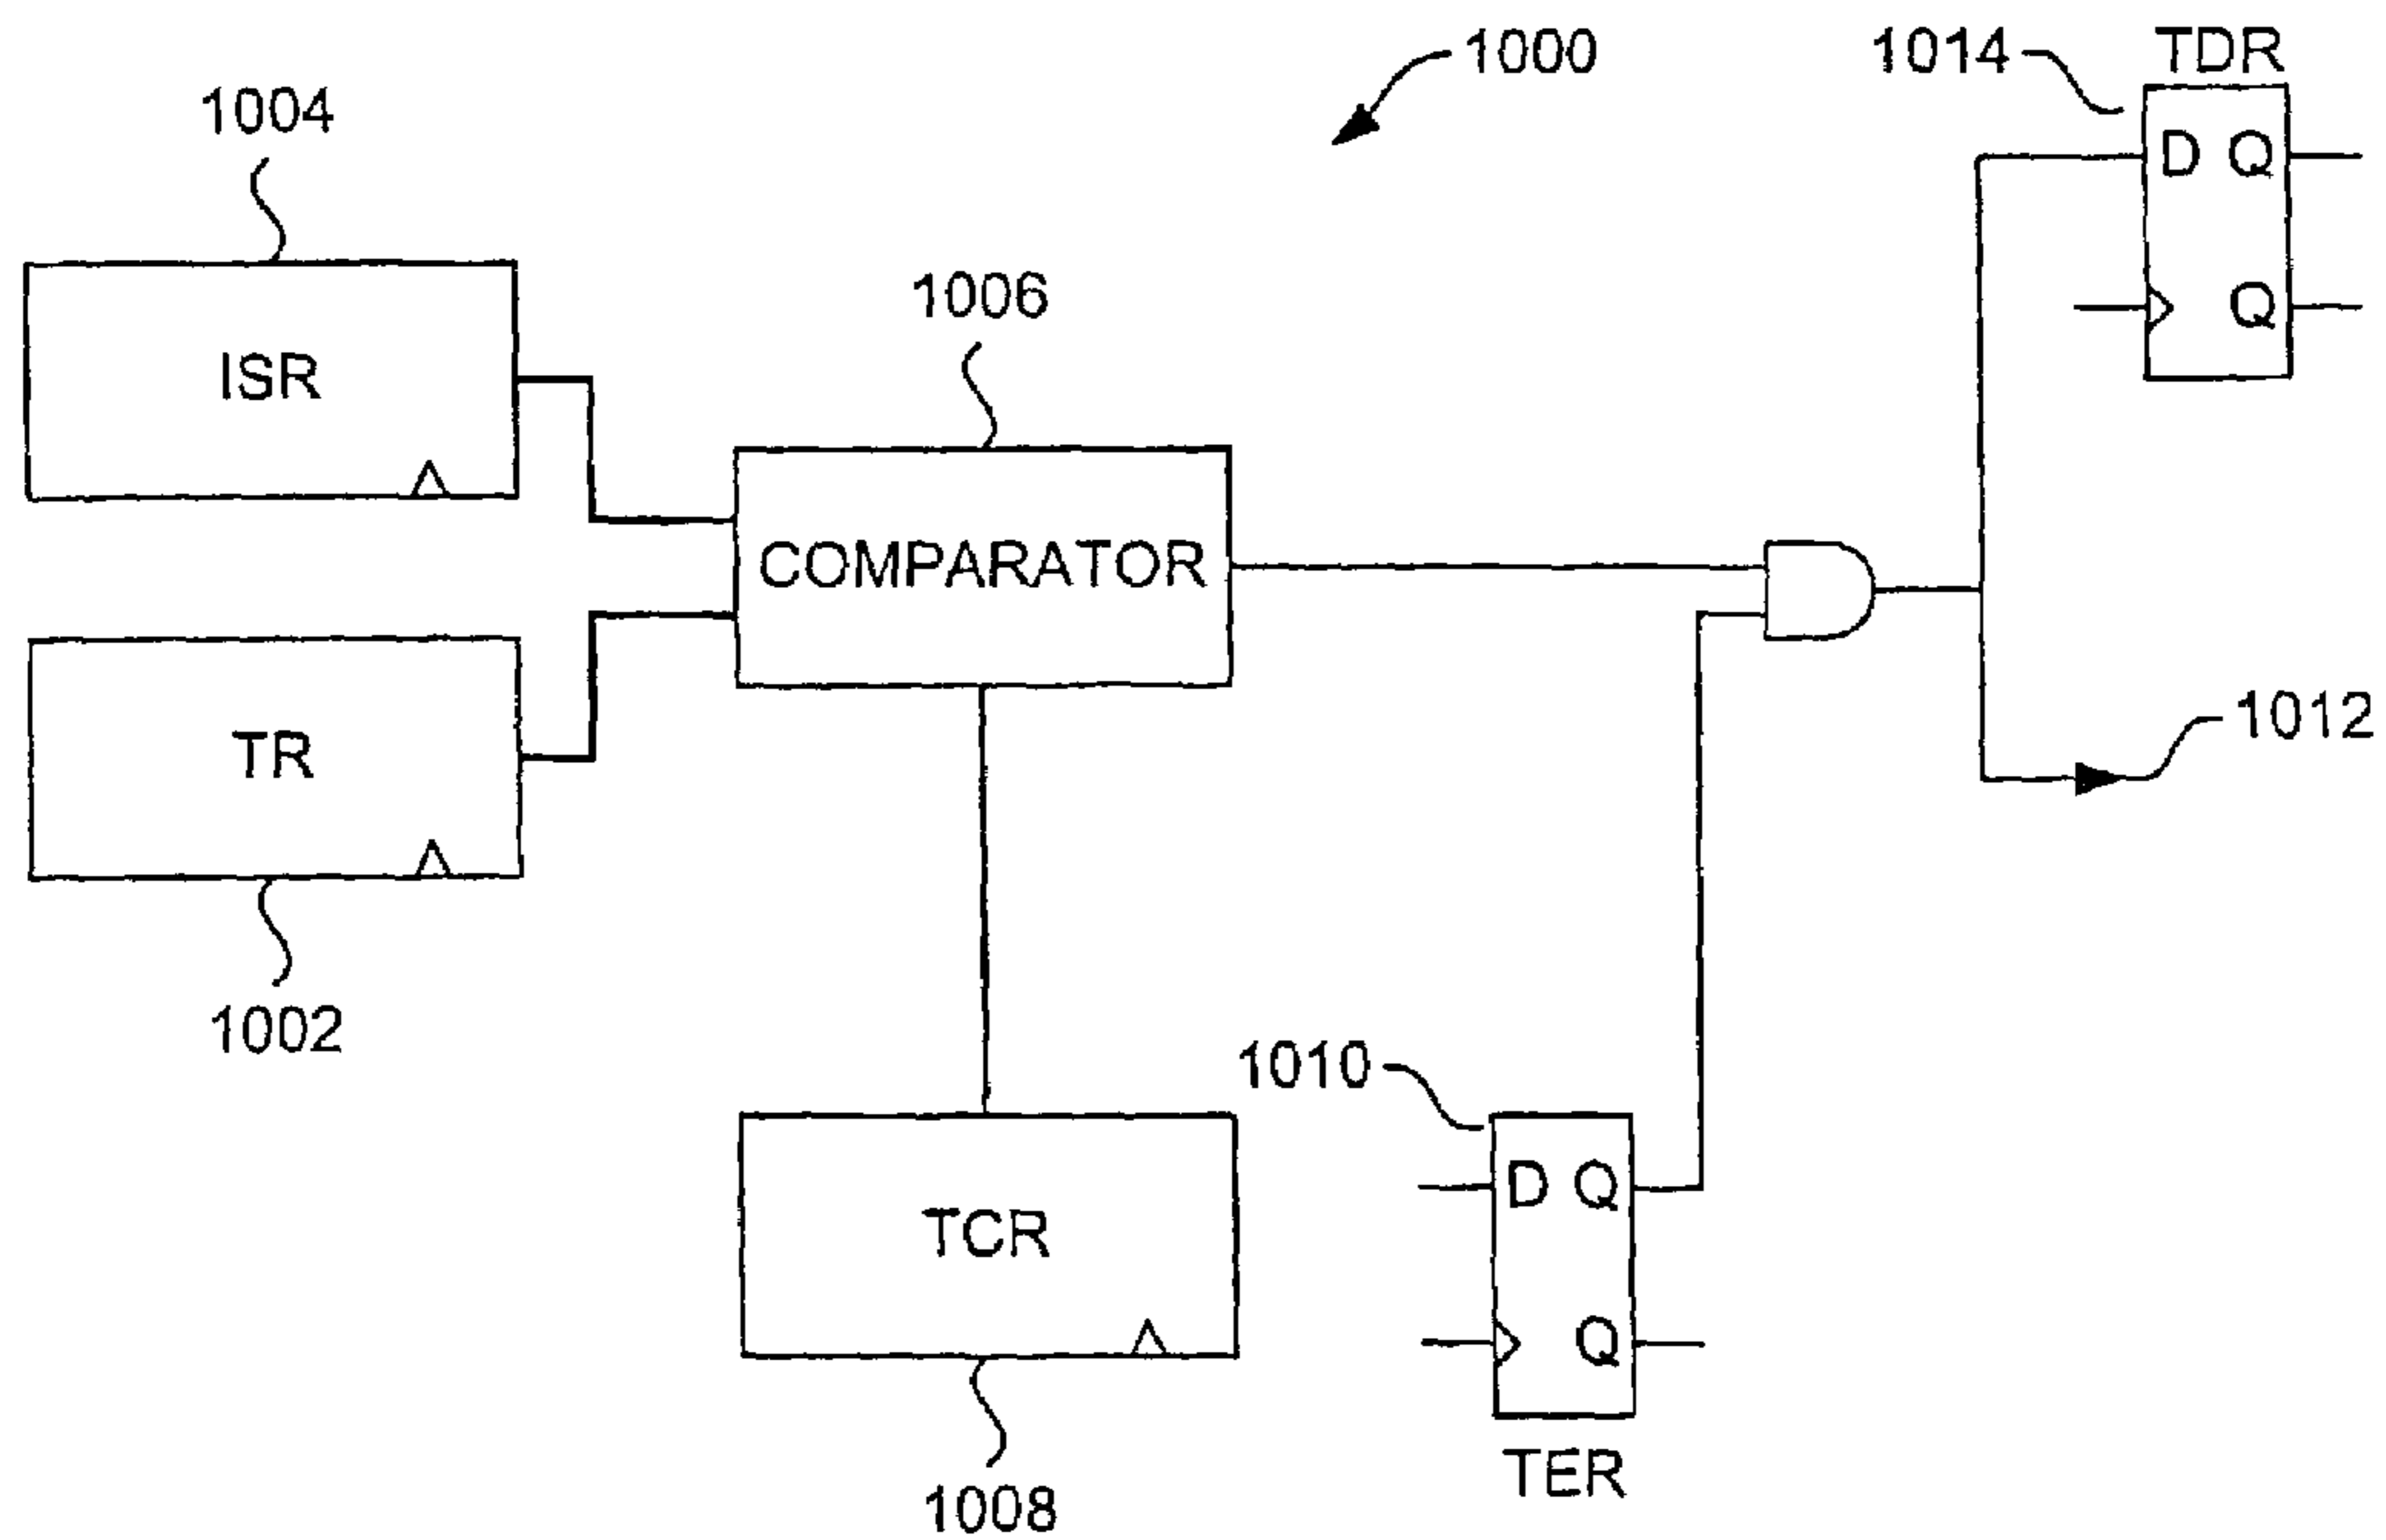 1000
1014
TDR
D Q
Q
1004
ISR
1006
COMPARATOR
TR
1002
1012
1010
D Q
Q
TER
TCR
1008